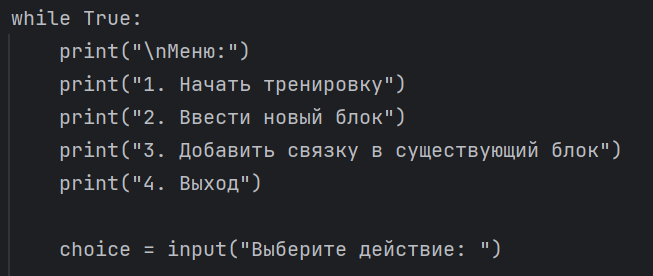 while True:
    print("\nМеню:")
    print("1. Начать тренировку")
    print("2. Ввести новый блок")
    print("3. Добавить связку в существующий блок")
    print("4. Выход")
    choice = input("Выберите действие: ")